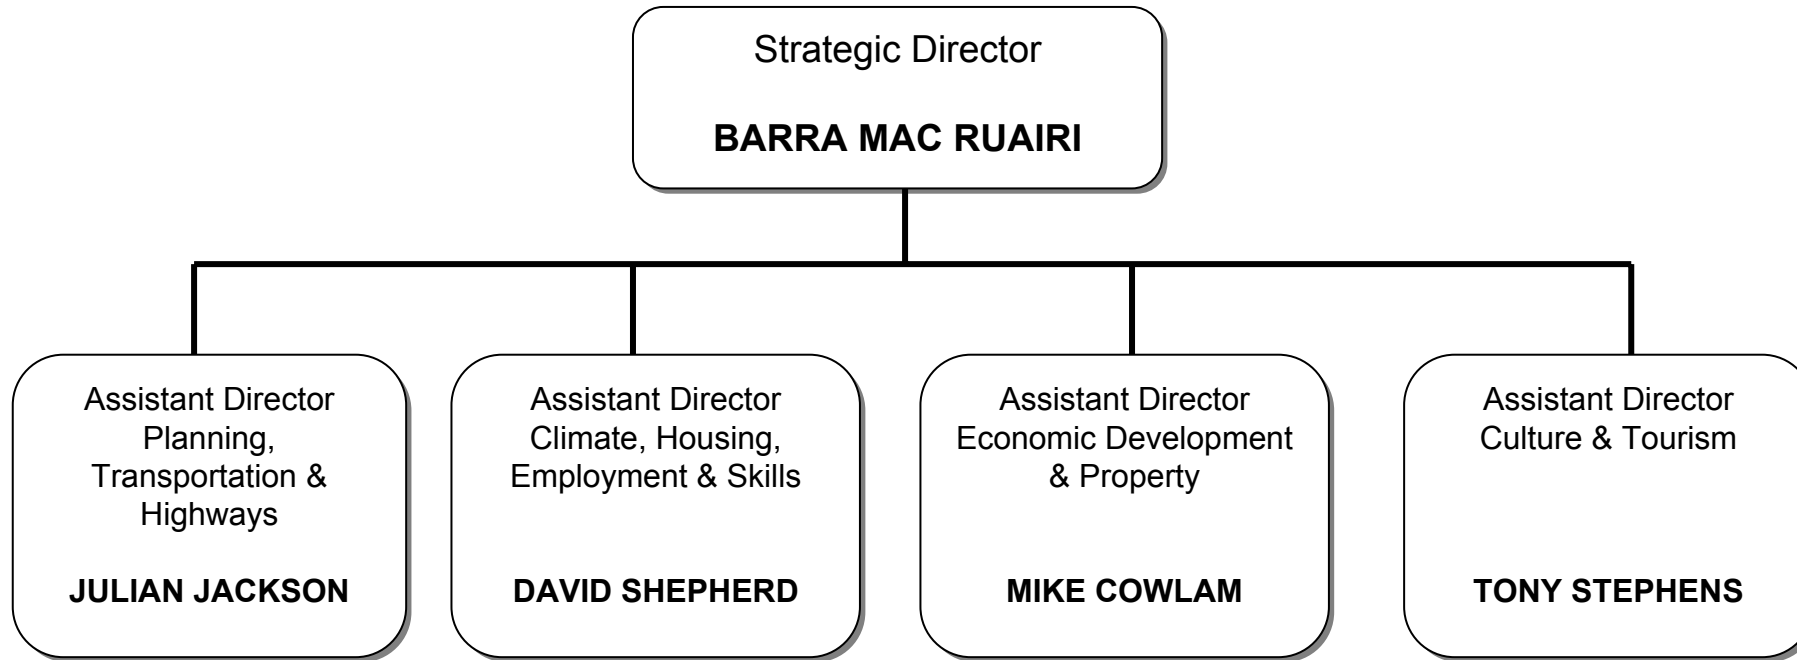 Strategic Director
BARRA MAC RUAIRI
Assistant Director
Planning,
Transportation &
Highways
JULIAN JACKSON
Assistant Director
Climate, Housing,
Employment & Skills
DAVID SHEPHERD
Assistant Director
Economic Development
& Property
MIKE COWLAM
Assistant Director
Culture & Tourism
TONY STEPHENS